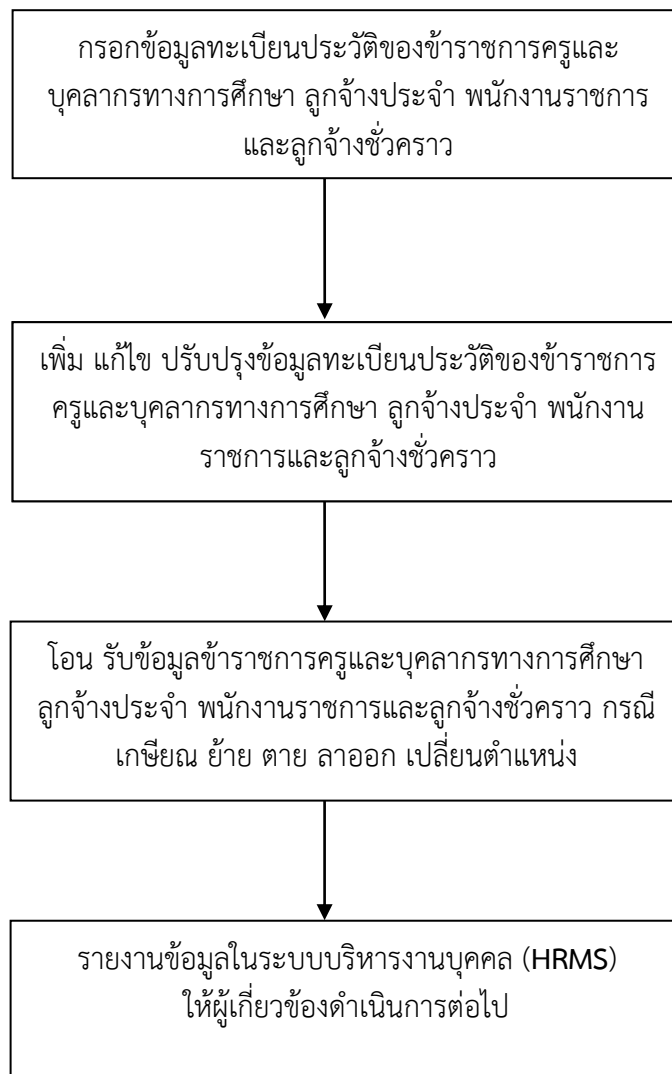 กรอกข้อมูลทะเบียนประวัติของข้าราชการครูและ
บุคลากรทางการศึกษา ลูกจ้างประจำ พนักงานราชการ
และลูกจ้างชั่วคราว
เพิ่ม แก้ไข ปรับปรุงข้อมูลทะเบียนประวัติของข้าราชการ
ครูและบุคลากรทางการศึกษา ลูกจ้างประจำ พนักงาน
ราชการและลูกจ้างชั่วคราว
โอน รับข้อมูลข้าราชการครูและบุคลากรทางการศึกษา
ลูกจ้างประจำ พนักงานราชการและลูกจ้างชั่วคราว กรณี
เกษียณ ย้าย ตาย ลาออก เปลี่ยนตำแหน่ง
รายงานข้อมูลในระบบบริหารงานบุคคล (HRMS)
ให้ผู้เกี่ยวข้องดำเนินการต่อไป